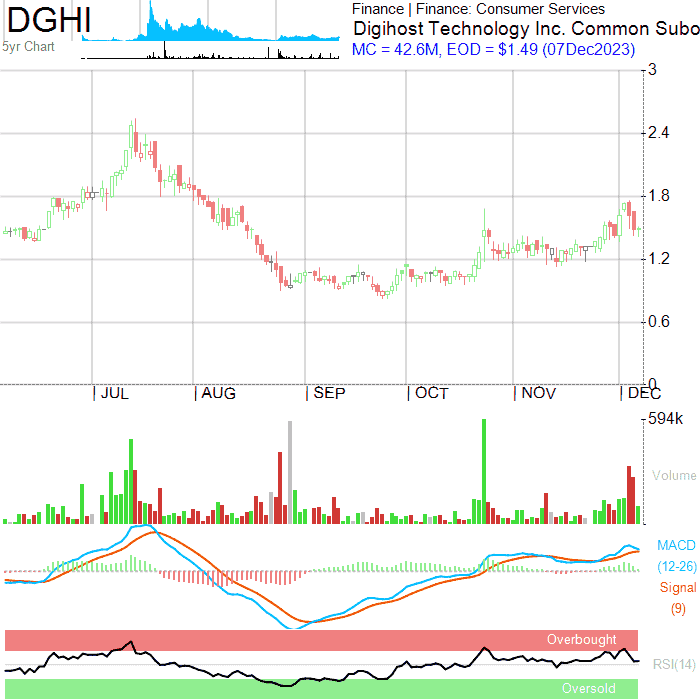 DGHI
5yr Chart
Finance | Finance: Consumer Services
Digihost Technology Inc. Common Subo
MC = 42.6M, EOD = $1.49 (07Dec2023)
3
2.4
1.8
1.2
0.6
0
JUL AUG SEP OCT NOV DEC
594k
Volume
MACD
(12-26)
Signal
(9)
Overbought
RSI(14)
Oversold